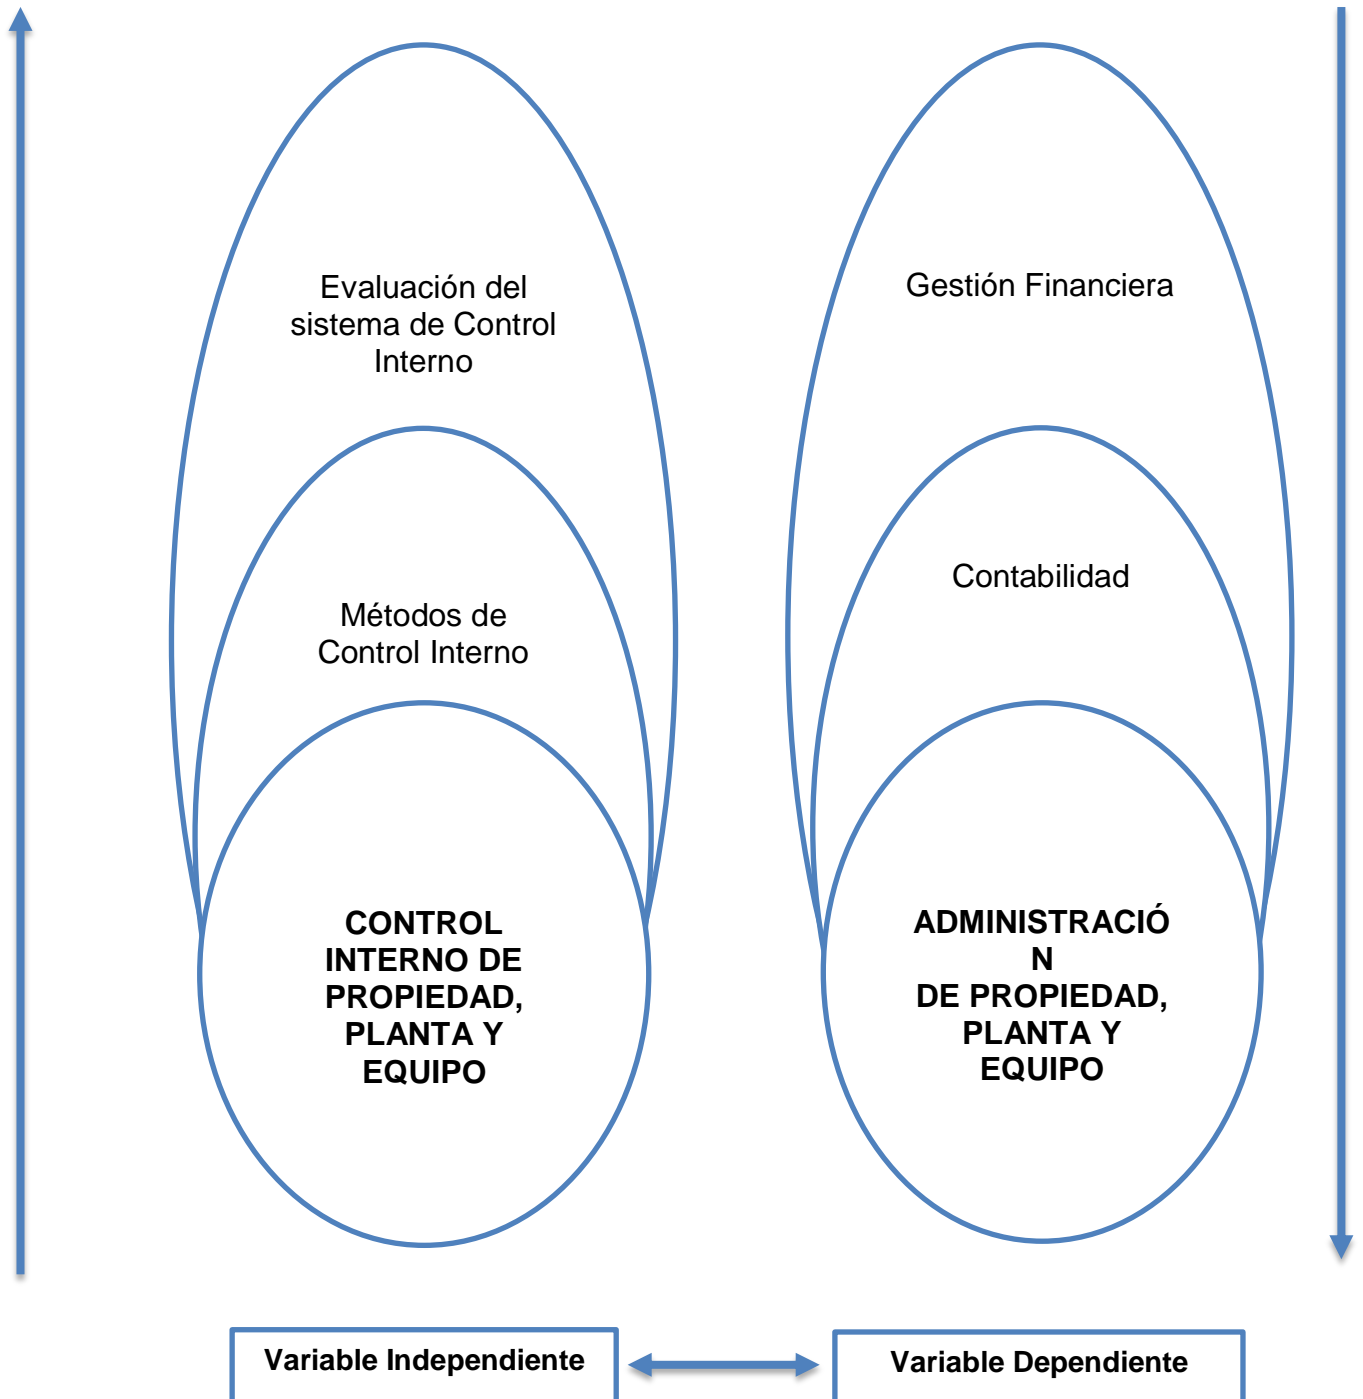 Evaluación del
sistema de Control
Interno
Gestión Financiera
Métodos de
Control Interno
Contabilidad
CONTROL
INTERNO DE
PROPIEDAD,
PLANTA Y
EQUIPO
ADMINISTRACIÓ
N
DE PROPIEDAD,
PLANTA Y
EQUIPO
Variable Independiente
Variable Dependiente